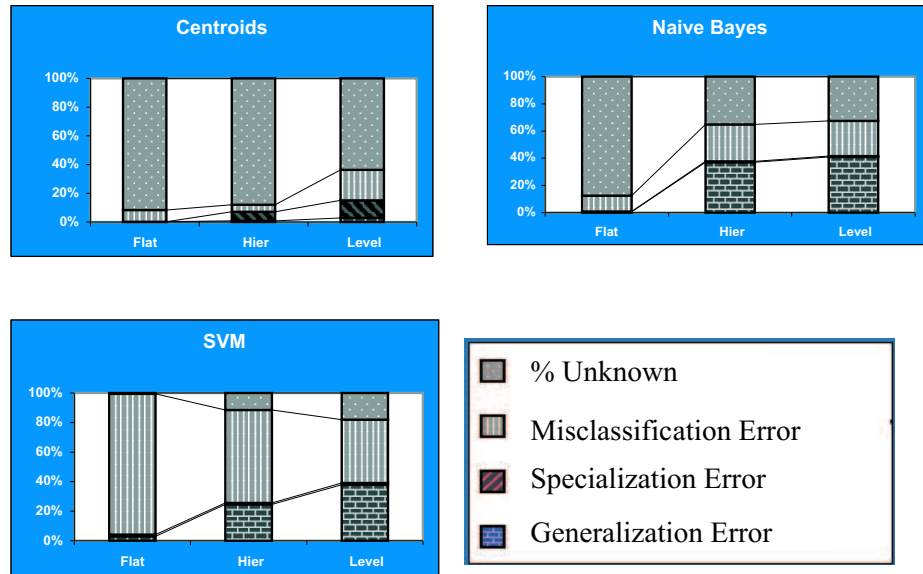 Centroids
100%
80%
60%
40%
20%
0%
Flat Hier Level
Naive Bayes
100%
80%
60%
40%
20%
0%
Flat Hier Level
SVM
100%
80%
60%
40%
20%
0%
Flat Hier Level
% Unknown
Misclassification Error
Specialization Error
Generalization Error